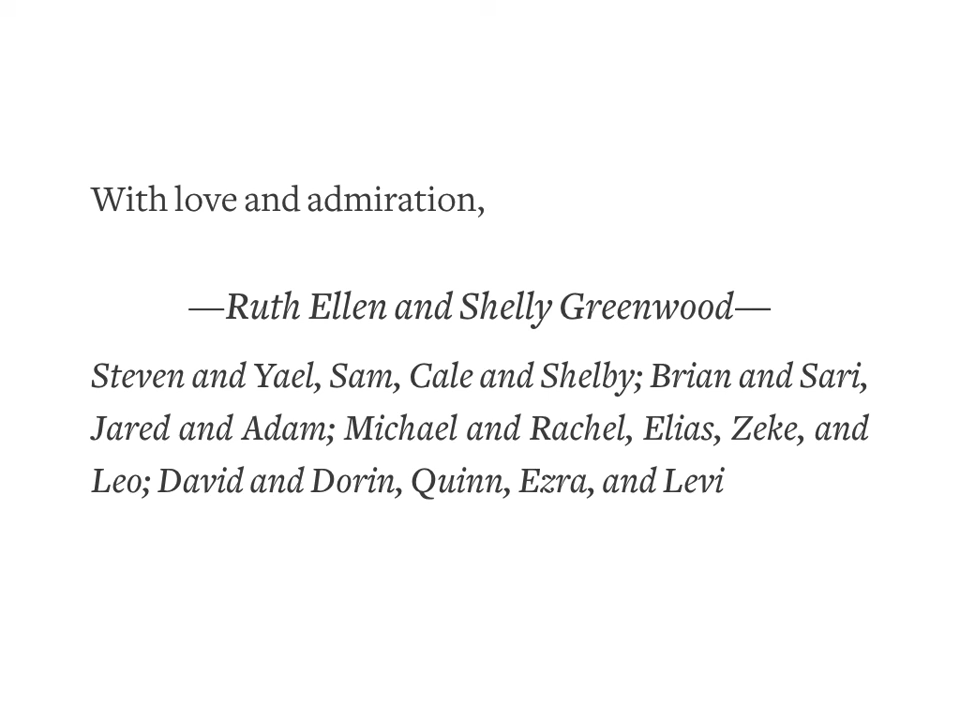 With love and admiration,
—Ruth Ellen and Shelly Greenwood—
Steven and Yael, Sam, Cale and Shelby; Brian and Sari,
Jared and Adam; Michael and Rachel, Elias, Zeke, and
Leo; David and Dorin, Quinn, Ezra, and Levi